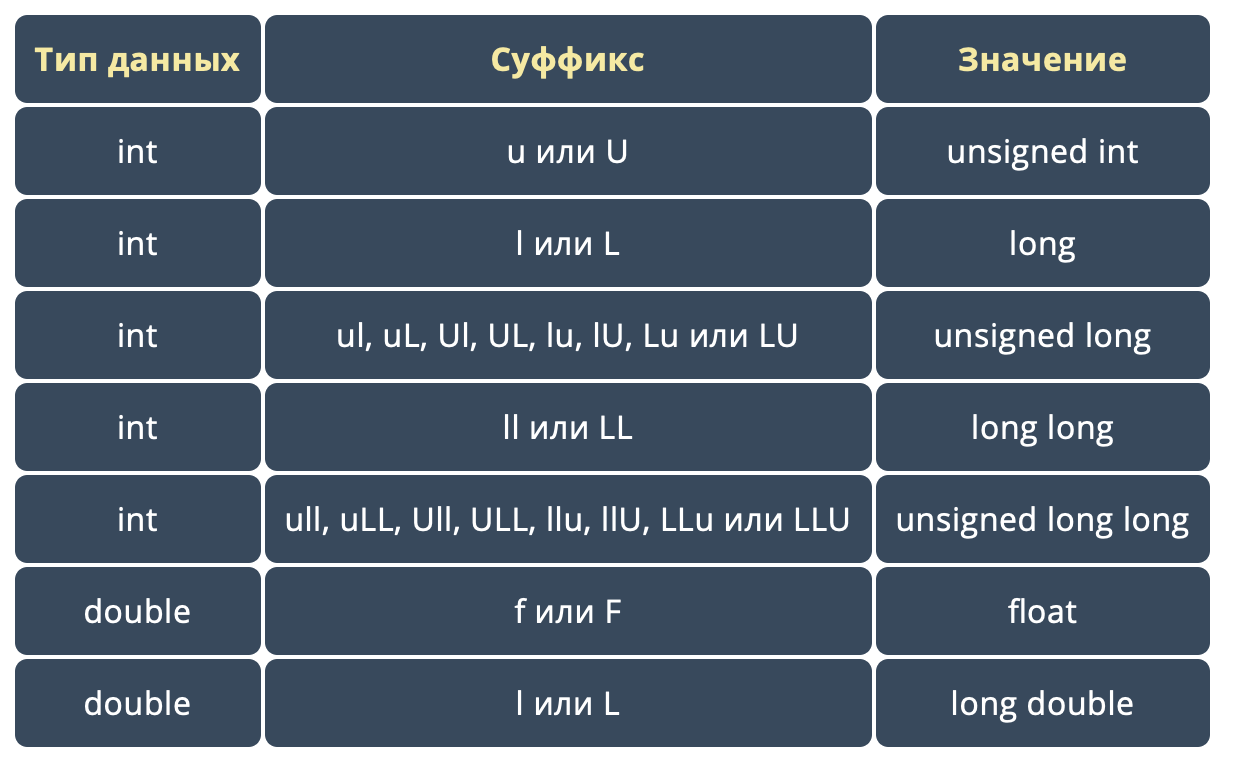 Тип данных Суффикс Значение
int u или U unsigned int
int l или L long
int ul, uL, Ul, UL, lu, lU, Lu или LU unsigned long
int ll или LL long long
int ull, uLL, Ull, ULL, llu, llU, LLu или LLU unsigned long long
double f или F float
double l или L long double